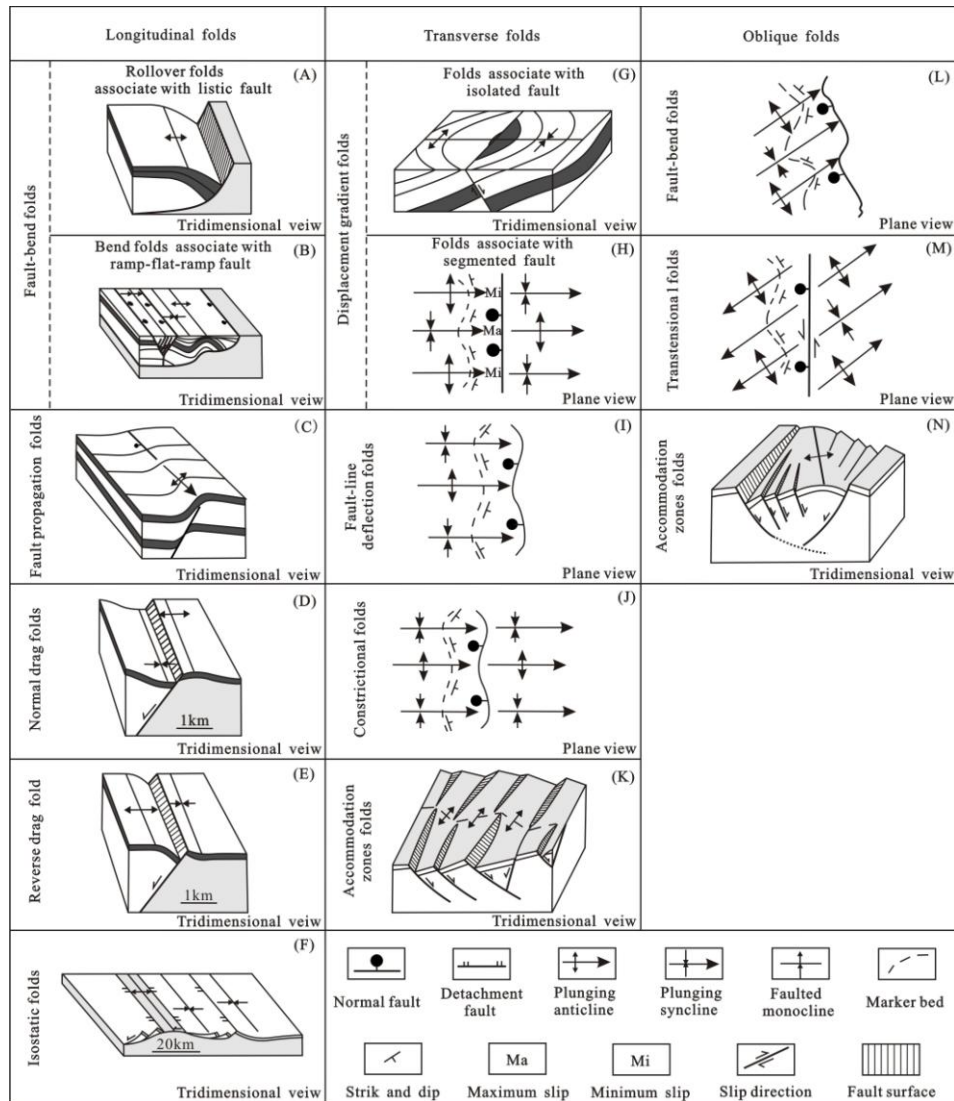 Longitudinal folds
Transverse folds
Oblique folds
Fault-bend folds
Rollover folds
associate with listic fault
(A)
Tridimensional veiw
Bend folds associate with
ramp-flat-ramp fault
(B)
Tridimensional veiw
Fault propagation folds
(C)
Tridimensional veiw
Normal drag folds
(D)
1km
Tridimensional veiw
Reverse drag fold
(E)
1km
Tridimensional veiw
Isostatic folds
(F)
20km
Tridimensional veiw
Displacement gradient folds
Folds associate with
isolated fault
(G)
Tridimensional veiw
Folds associate with
segmented fault
(H)
Mi
Ma
Mi
Plane view
Fault-line
deflection folds
(I)
Plane view
Constrictional folds
(J)
Plane view
Accommodation
zones folds
(K)
Tridimensional veiw
Fault-bend folds
(L)
Plane view
Transtensional folds
(M)
Plane view
Accommodation
zones folds
(N)
Tridimensional veiw
Normal fault
Detachment
fault
Plunging
anticline
Plunging
syncline
Faulted
monocline
Marker bed
Strik and dip
Ma
Maximum slip
Mi
Minimum slip
Slip direction
Fault surface